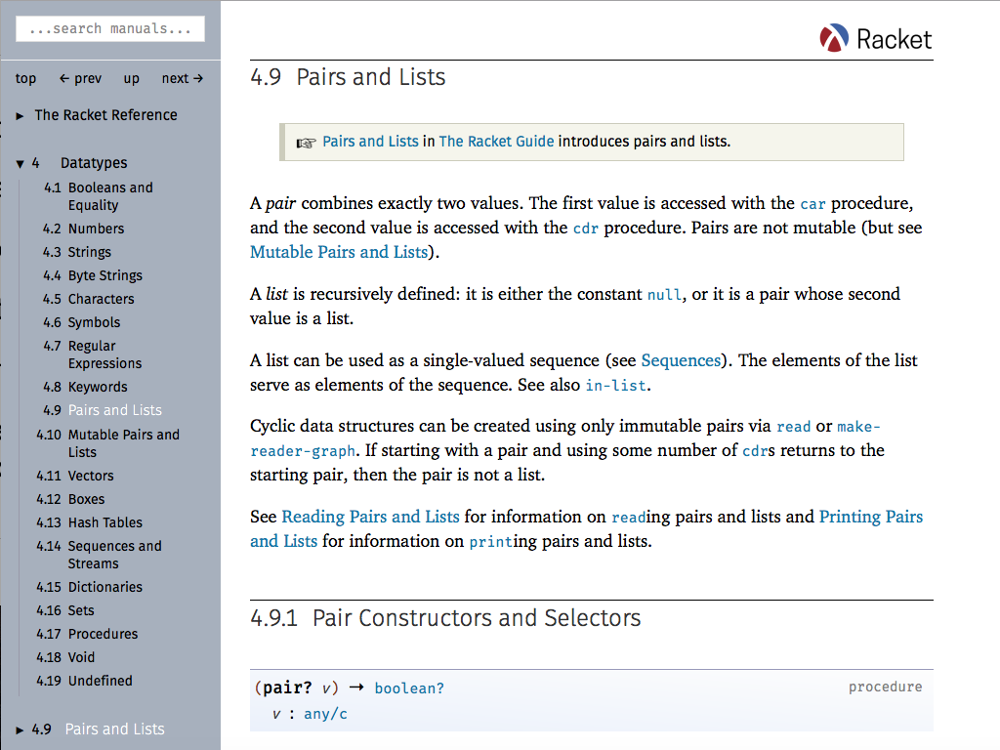 ...search manuals...
top ← prev up next →
► The Racket Reference
▼ 4 Datatypes
4.1 Booleans and
Equality
4.2 Numbers
4.3 Strings
4.4 Byte Strings
4.5 Characters
4.6 Symbols
4.7 Regular
Expressions
4.8 Keywords
4.9 Pairs and Lists
4.10 Mutable Pairs and
Lists
4.11 Vectors
4.12 Boxes
4.13 Hash Tables
4.14 Sequences and
Streams
4.15 Dictionaries
4.16 Sets
4.17 Procedures
4.18 Void
4.19 Undefined
► 4.9 Pairs and Lists
Racket
4.9 Pairs and Lists
☞ Pairs and Lists in The Racket Guide introduces pairs and lists.
A pair combines exactly two values. The first value is accessed with the car procedure,
and the second value is accessed with the cdr procedure. Pairs are not mutable (but see
Mutable Pairs and Lists).
A list is recursively defined: it is either the constant null, or it is a pair whose second
value is a list.
A list can be used as a single-valued sequence (see Sequences). The elements of the list
serve as elements of the sequence. See also in-list.
Cyclic data structures can be created using only immutable pairs via read or make-
reader-graph. If starting with a pair and using some number of cdrs returns to the
starting pair, then the pair is not a list.
See Reading Pairs and Lists for information on reading pairs and lists and Printing Pairs
and Lists for information on printing pairs and lists.
4.9.1 Pair Constructors and Selectors
(pair? v) → boolean? procedure
v : any/c